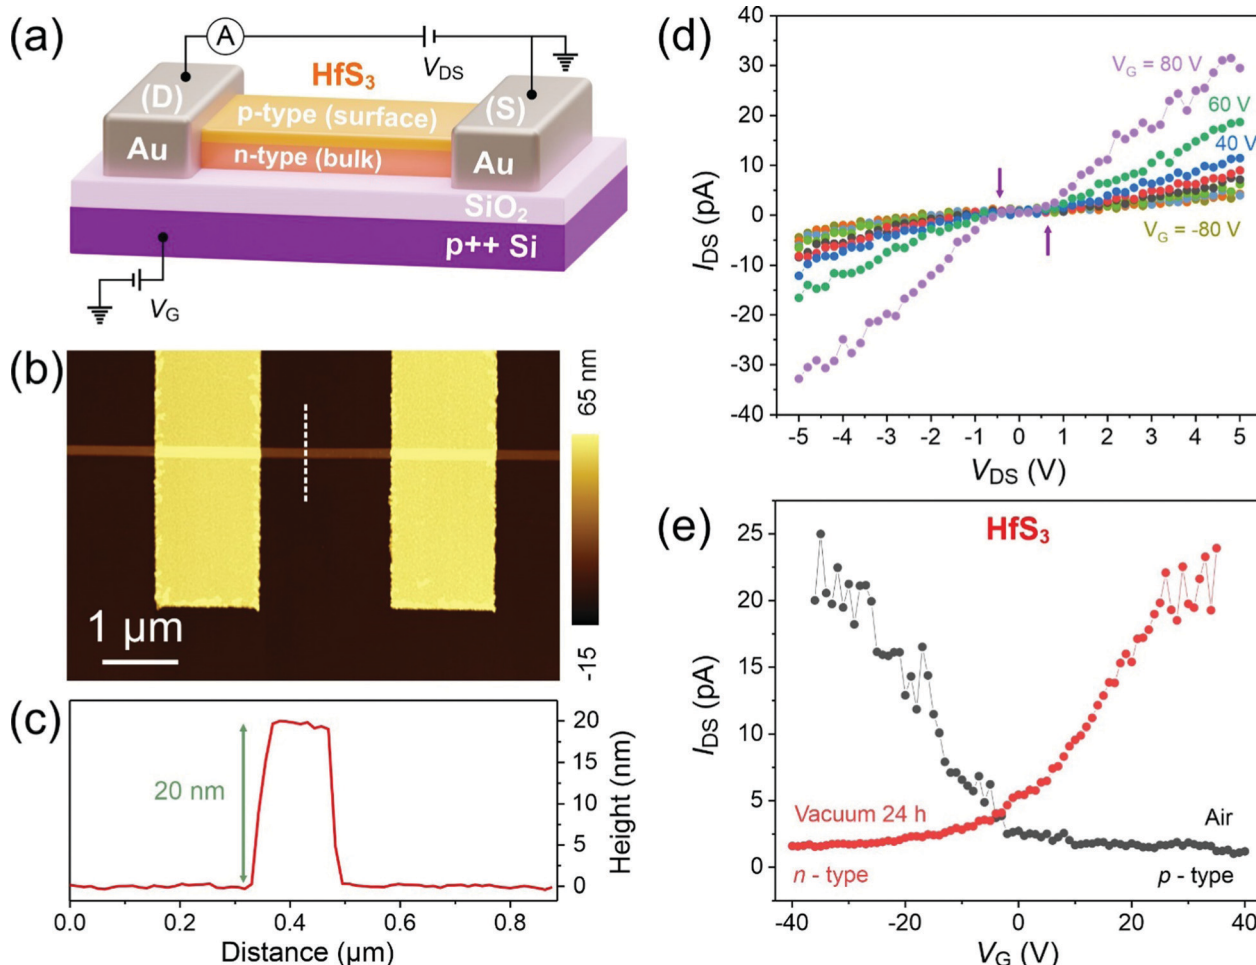 (a)
A
V_DS
HfS₃
(D)
(S)
p-type (surface)
Au
n-type (bulk)
Au
SiO₂
p++ Si
V_G
(b)
65 nm
-15
1 µm
(c)
20 nm
20
15
10
5
0
Height (nm)
0.0 0.2 0.4 0.6 0.8
Distance (µm)
(d)
40
30
20
10
0
-10
-20
-30
-40
I_DS (pA)
V_G = 80 V
60 V
40 V
V_G = -80 V
-5 -4 -3 -2 -1 0 1 2 3 4 5
V_DS (V)
(e)
HfS₃
25
20
15
10
5
0
I_DS (pA)
Vacuum 24 h
Air
n - type
p - type
-40 -20 0 20 40
V_G (V)